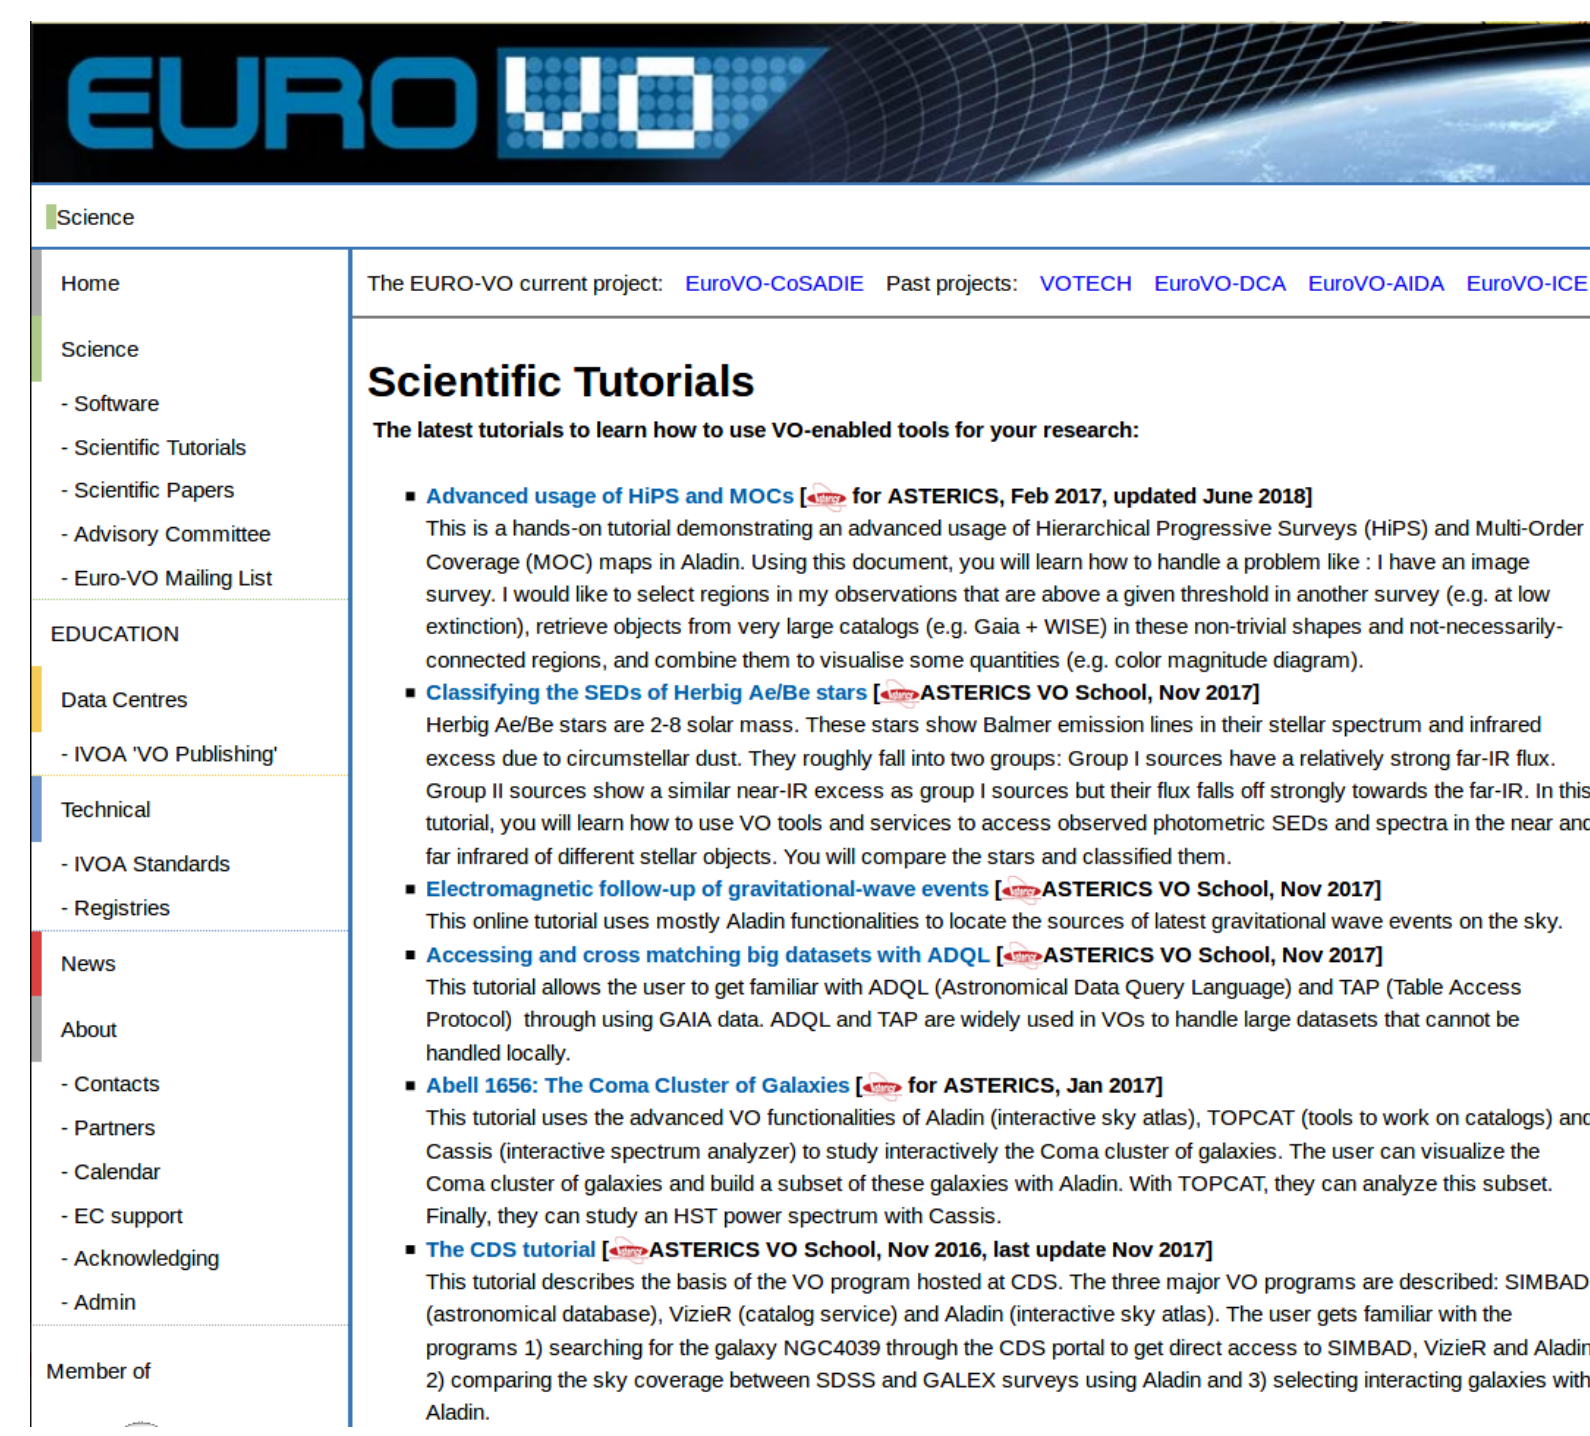 EURO VO
Science
Home
Science
- Software
- Scientific Tutorials
- Scientific Papers
- Advisory Committee
- Euro-VO Mailing List
EDUCATION
Data Centres
- IVOA 'VO Publishing'
Technical
- IVOA Standards
- Registries
News
About
- Contacts
- Partners
- Calendar
- EC support
- Acknowledging
- Admin
Member of
The EURO-VO current project: EuroVO-CoSADIE Past projects: VOTECH EuroVO-DCA EuroVO-AIDA EuroVO-ICE
Scientific Tutorials
The latest tutorials to learn how to use VO-enabled tools for your research:
Advanced usage of HiPS and MOCs [Asterics for ASTERICS, Feb 2017, updated June 2018]
This is a hands-on tutorial demonstrating an advanced usage of Hierarchical Progressive Surveys (HiPS) and Multi-Order
Coverage (MOC) maps in Aladin. Using this document, you will learn how to handle a problem like : I have an image
survey. I would like to select regions in my observations that are above a given threshold in another survey (e.g. at low
extinction), retrieve objects from very large catalogs (e.g. Gaia + WISE) in these non-trivial shapes and not-necessarily-
connected regions, and combine them to visualise some quantities (e.g. color magnitude diagram).
Classifying the SEDs of Herbig Ae/Be stars [Asterics ASTERICS VO School, Nov 2017]
Herbig Ae/Be stars are 2-8 solar mass. These stars show Balmer emission lines in their stellar spectrum and infrared
excess due to circumstellar dust. They roughly fall into two groups: Group I sources have a relatively strong far-IR flux.
Group II sources show a similar near-IR excess as group I sources but their flux falls off strongly towards the far-IR. In this
tutorial, you will learn how to use VO tools and services to access observed photometric SEDs and spectra in the near and
far infrared of different stellar objects. You will compare the stars and classified them.
Electromagnetic follow-up of gravitational-wave events [Asterics ASTERICS VO School, Nov 2017]
This online tutorial uses mostly Aladin functionalities to locate the sources of latest gravitational wave events on the sky.
Accessing and cross matching big datasets with ADQL [Asterics ASTERICS VO School, Nov 2017]
This tutorial allows the user to get familiar with ADQL (Astronomical Data Query Language) and TAP (Table Access
Protocol) through using GAIA data. ADQL and TAP are widely used in VOs to handle large datasets that cannot be
handled locally.
Abell 1656: The Coma Cluster of Galaxies [Asterics for ASTERICS, Jan 2017]
This tutorial uses the advanced VO functionalities of Aladin (interactive sky atlas), TOPCAT (tools to work on catalogs) and
Cassis (interactive spectrum analyzer) to study interactively the Coma cluster of galaxies. The user can visualize the
Coma cluster of galaxies and build a subset of these galaxies with Aladin. With TOPCAT, they can analyze this subset.
Finally, they can study an HST power spectrum with Cassis.
The CDS tutorial [Asterics ASTERICS VO School, Nov 2016, last update Nov 2017]
This tutorial describes the basis of the VO program hosted at CDS. The three major VO programs are described: SIMBAD
(astronomical database), VizieR (catalog service) and Aladin (interactive sky atlas). The user gets familiar with the
programs 1) searching for the galaxy NGC4039 through the CDS portal to get direct access to SIMBAD, VizieR and Aladin
2) comparing the sky coverage between SDSS and GALEX surveys using Aladin and 3) selecting interacting galaxies with
Aladin.